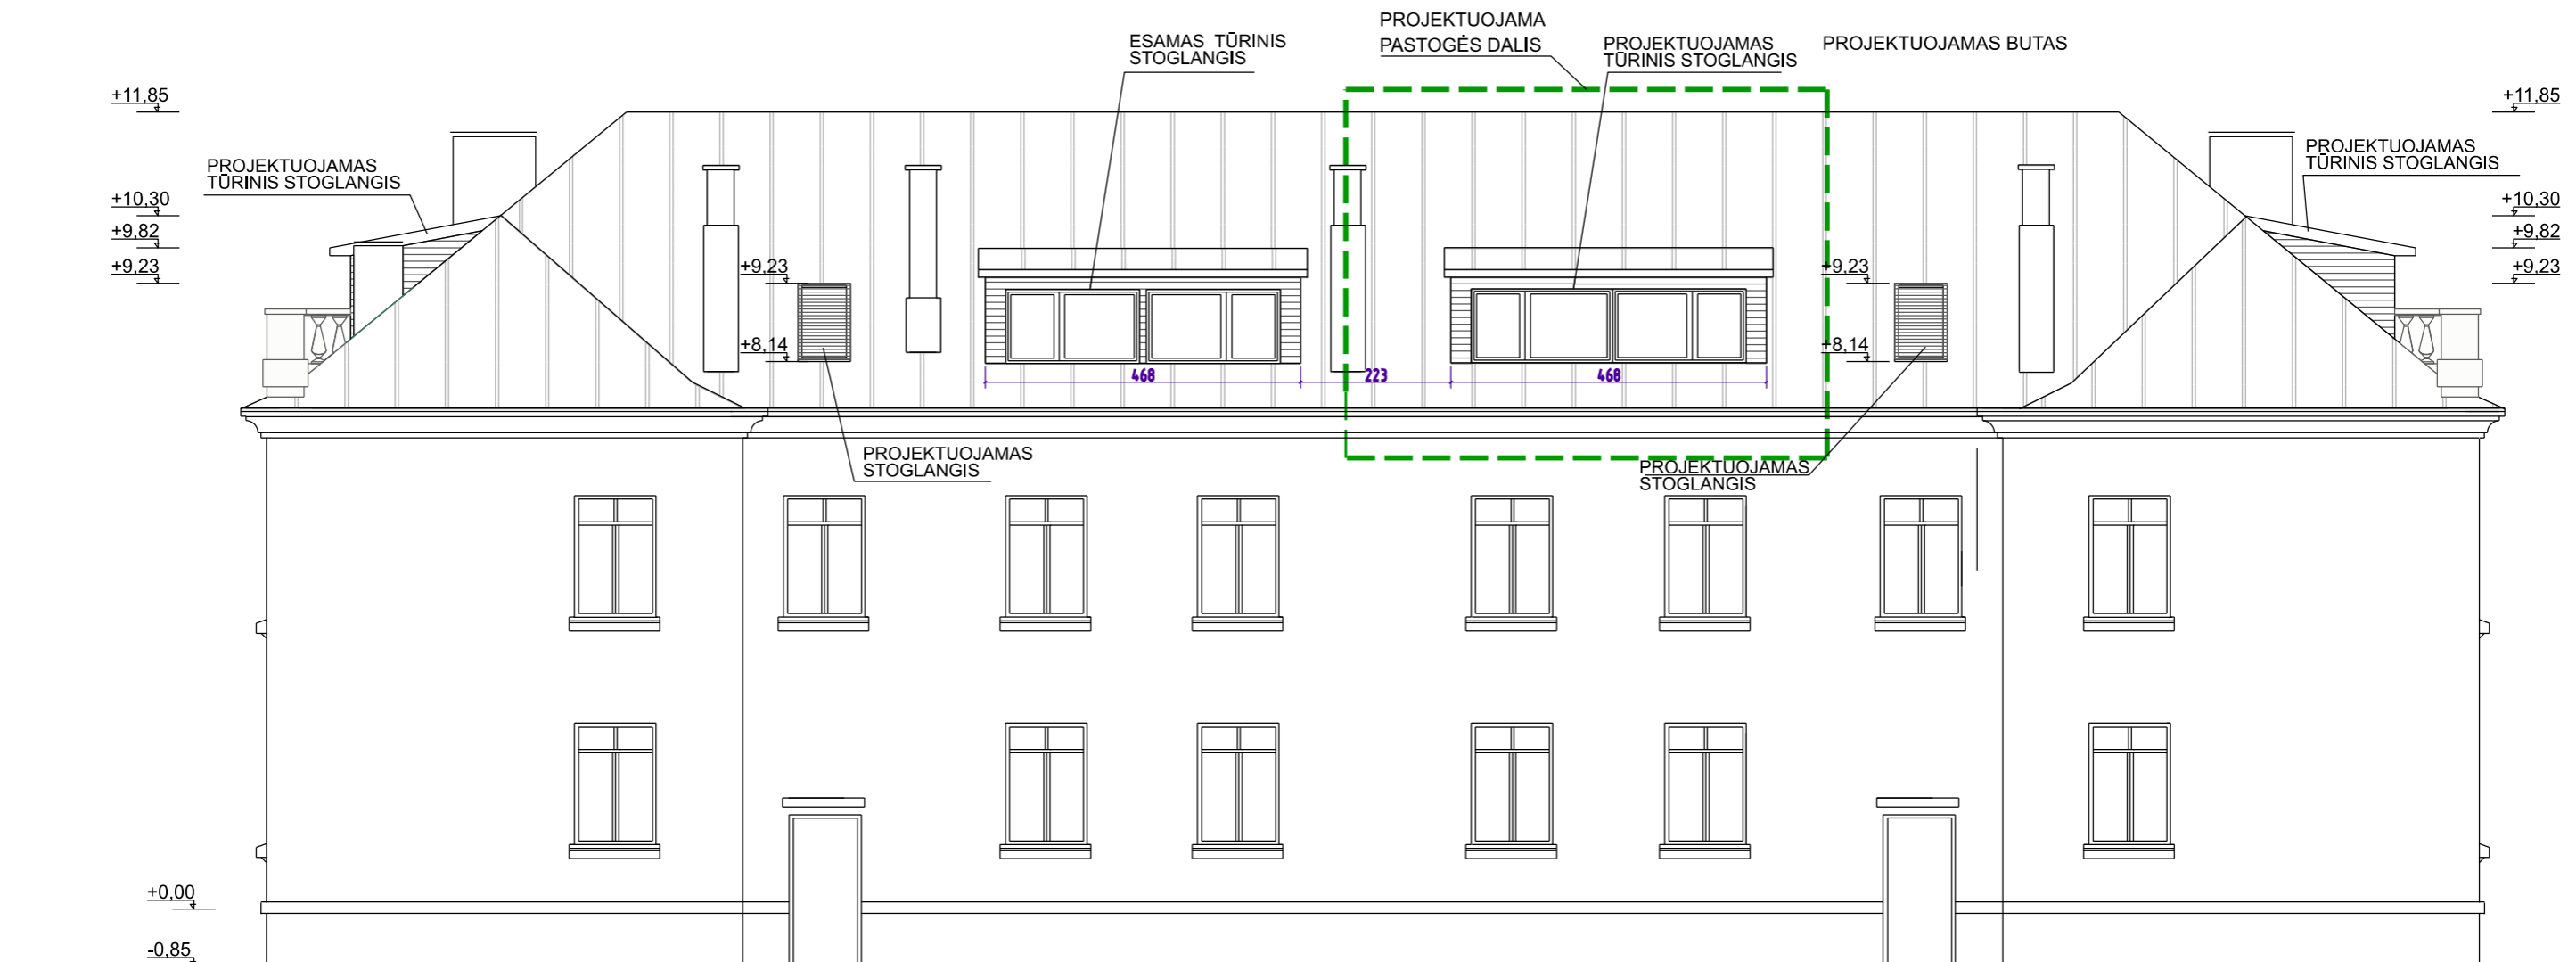 PROJEKTUOJAMA
PASTOGĖS DALIS
ESAMAS TŪRINIS
STOGLANGIS
PROJEKTUOJAMAS
TŪRINIS STOGLANGIS
PROJEKTUOJAMAS BUTAS
+11,85
+11,85
PROJEKTUOJAMAS
TŪRINIS STOGLANGIS
PROJEKTUOJAMAS
TŪRINIS STOGLANGIS
+10,30
+10,30
+9,82
+9,82
+9,23
+9,23
+9,23
+9,23
+8,14
+8,14
468
223
468
PROJEKTUOJAMAS
STOGLANGIS
PROJEKTUOJAMAS
STOGLANGIS
+0,00
-0,85